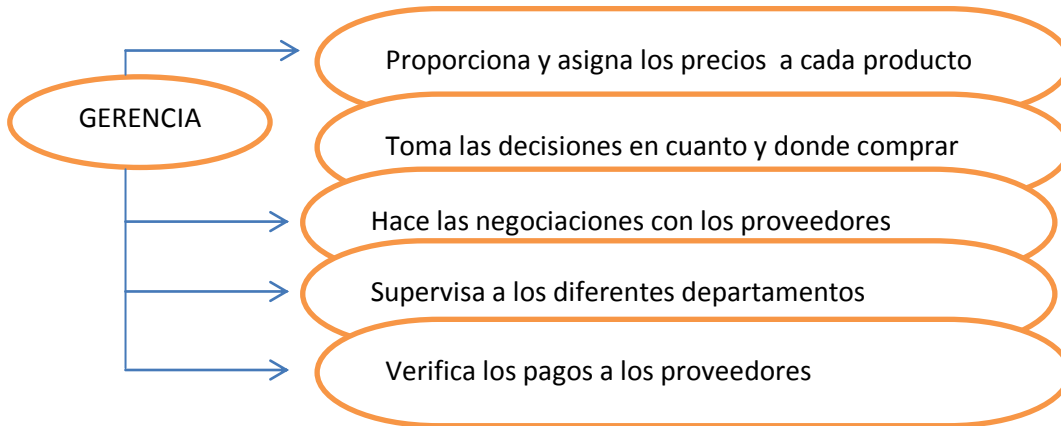 Proporciona y asigna los precios a cada producto
GERENCIA
Toma las decisiones en cuanto y donde comprar
Hace las negociaciones con los proveedores
Supervisa a los diferentes departamentos
Verifica los pagos a los proveedores